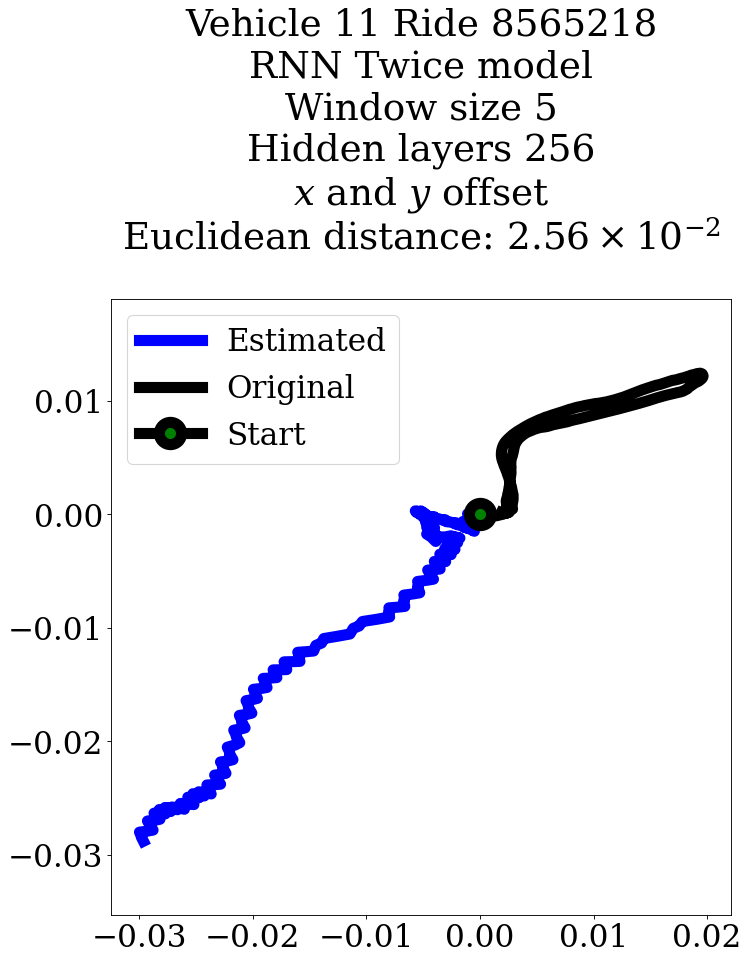 Vehicle 11 Ride 8565218
RNN Twice model
Window size 5
Hidden layers 256
x and y offset
Euclidean distance: 2.56 × 10⁻²
Estimated
Original
Start
0.01
0.00
−0.01
−0.02
−0.03
−0.03 −0.02 −0.01 0.00 0.01 0.02